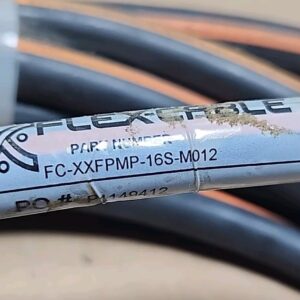 FLEXCABLE
PART NUMBER
FC-XXFPMP-16S-M012
PO #: